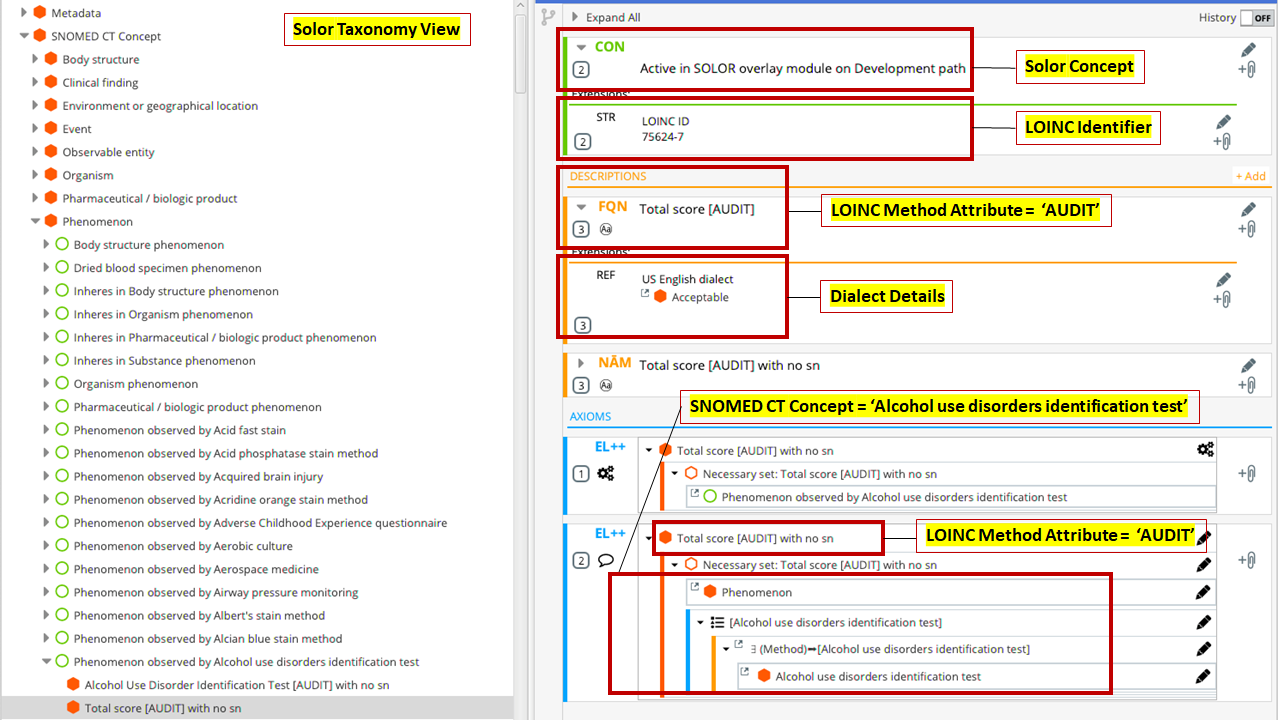 Metadata
SNOMED CT Concept
Body structure
Clinical finding
Environment or geographical location
Event
Observable entity
Organism
Pharmaceutical / biologic product
Phenomenon
Body structure phenomenon
Dried blood specimen phenomenon
Inheres in Body structure phenomenon
Inheres in Organism phenomenon
Inheres in Pharmaceutical / biologic product phenomenon
Inheres in Substance phenomenon
Organism phenomenon
Pharmaceutical / biologic product phenomenon
Phenomenon observed by Acid fast stain
Phenomenon observed by Acid phosphatase stain method
Phenomenon observed by Acquired brain injury
Phenomenon observed by Acridine orange stain method
Phenomenon observed by Adverse Childhood Experience questionnaire
Phenomenon observed by Aerobic culture
Phenomenon observed by Aerospace medicine
Phenomenon observed by Airway pressure monitoring
Phenomenon observed by Albert's stain method
Phenomenon observed by Alcian blue stain method
Phenomenon observed by Alcohol use disorders identification test
Alcohol Use Disorder Identification Test [AUDIT] with no sn
Total score [AUDIT] with no sn
Solor Taxonomy View
Expand All
History OFF
CON
2
Active in SOLOR overlay module on Development path
Solor Concept
Extensions:
STR
LOINC ID
75624-7
2
LOINC Identifier
DESCRIPTIONS
+ Add
FQN Total score [AUDIT]
3 Aa
LOINC Method Attribute = ‘AUDIT’
Extensions:
REF
US English dialect
Acceptable
3
Dialect Details
NĀM Total score [AUDIT] with no sn
3 Aa
SNOMED CT Concept = ‘Alcohol use disorders identification test’
AXIOMS
EL++
1
Total score [AUDIT] with no sn
Necessary set: Total score [AUDIT] with no sn
Phenomenon observed by Alcohol use disorders identification test
EL++
2
Total score [AUDIT] with no sn
LOINC Method Attribute = ‘AUDIT’
Necessary set: Total score [AUDIT] with no sn
Phenomenon
[Alcohol use disorders identification test]
∃ (Method)➡[Alcohol use disorders identification test]
Alcohol use disorders identification test